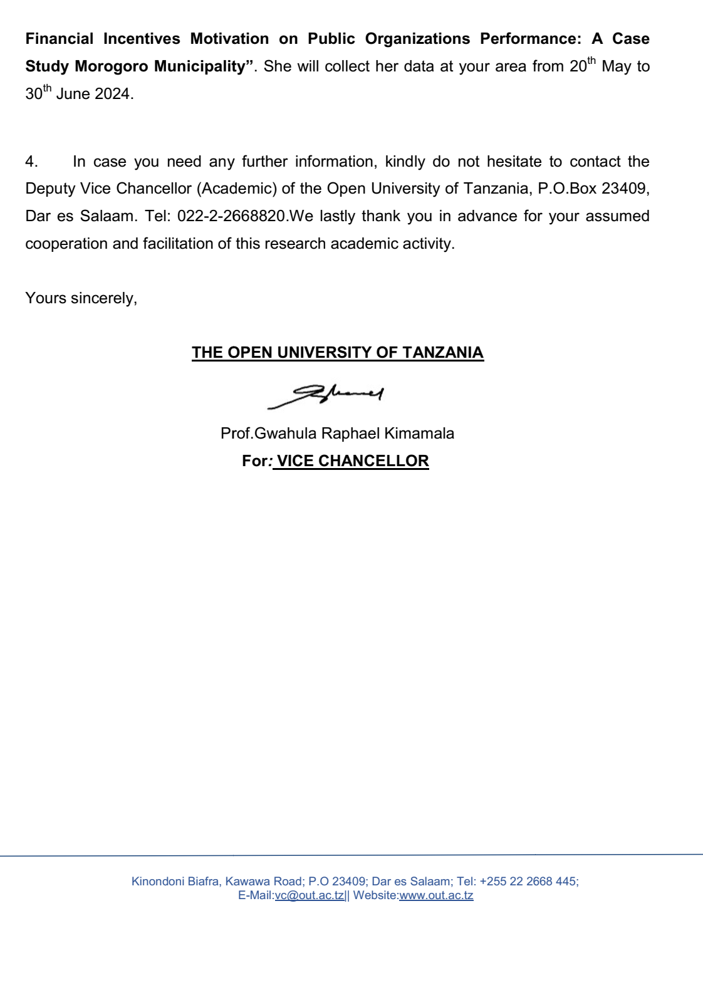 Financial Incentives Motivation on Public Organizations Performance: A Case
Study Morogoro Municipality”. She will collect her data at your area from 20th May to
30th June 2024.
4. In case you need any further information, kindly do not hesitate to contact the
Deputy Vice Chancellor (Academic) of the Open University of Tanzania, P.O.Box 23409,
Dar es Salaam. Tel: 022-2-2668820.We lastly thank you in advance for your assumed
cooperation and facilitation of this research academic activity.
Yours sincerely,
THE OPEN UNIVERSITY OF TANZANIA
Prof.Gwahula Raphael Kimamala
For: VICE CHANCELLOR
Kinondoni Biafra, Kawawa Road; P.O 23409; Dar es Salaam; Tel: +255 22 2668 445;
E-Mail:vc@out.ac.tz|| Website:www.out.ac.tz